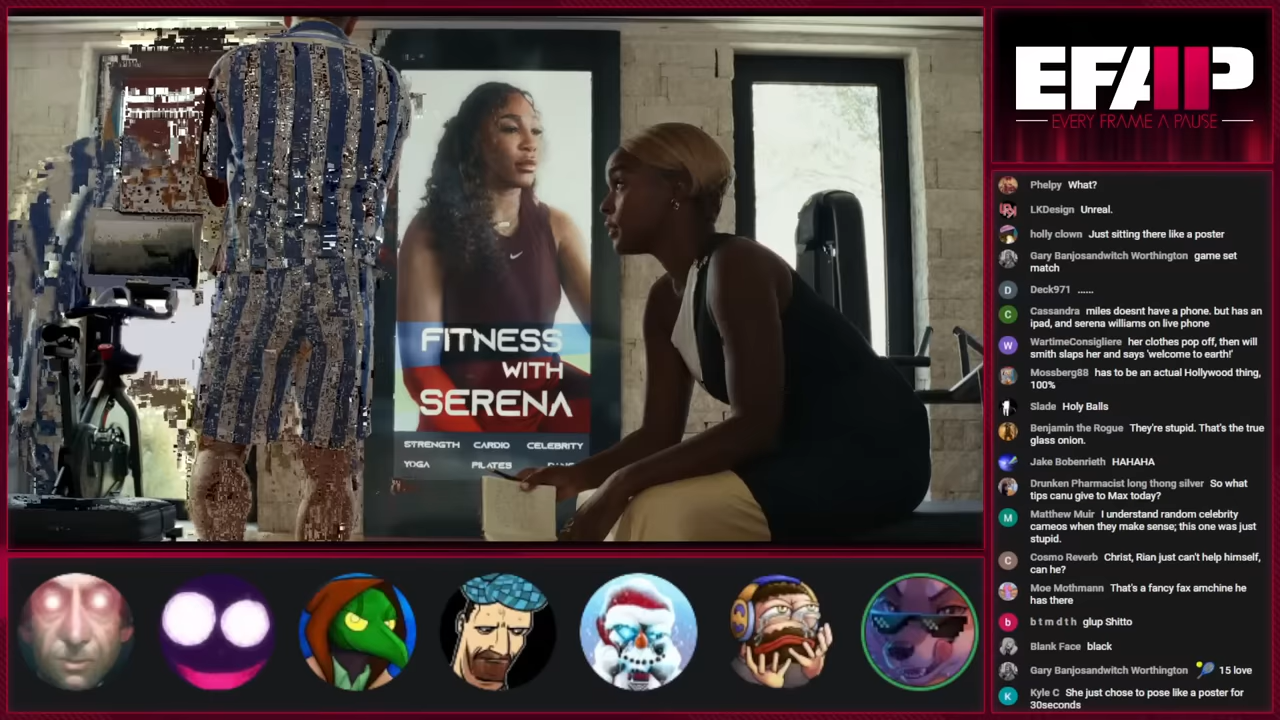 FITNESS
WITH
SERENA
STRENGTH CARDIO CELEBRITY
YOGA PILATES
EFAP
EVERY FRAME A PAUSE
Phelpy What?
LKDesign Unreal.
holly clown Just sitting there like a poster
Gary Banjosandwitch Worthington game set
match
D
Deck971 ......
C
Cassandra miles doesnt have a phone. but has an
ipad, and serena williams on live phone
W
WartimeConsigliere her clothes pop off, then will
smith slaps her and says 'welcome to earth!'
Mossberg88 has to be an actual Hollywood thing,
100%
Slade Holy Balls
Benjamin the Rogue They're stupid. That's the true
glass onion.
Jake Bobenrieth HAHAHA
Drunken Pharmacist long thong silver So what
tips canu give to Max today?
M
Matthew Muir I understand random celebrity
cameos when they make sense; this one was just
stupid.
C
Cosmo Reverb Christ, Rian just can't help himself,
can he?
Moe Mothmann That's a fancy fax amchine he
has there
b
b t m d t h glup Shitto
Blank Face black
Gary Banjosandwitch Worthington 🎾 15 love
K
Kyle C She just chose to pose like a poster for
30seconds